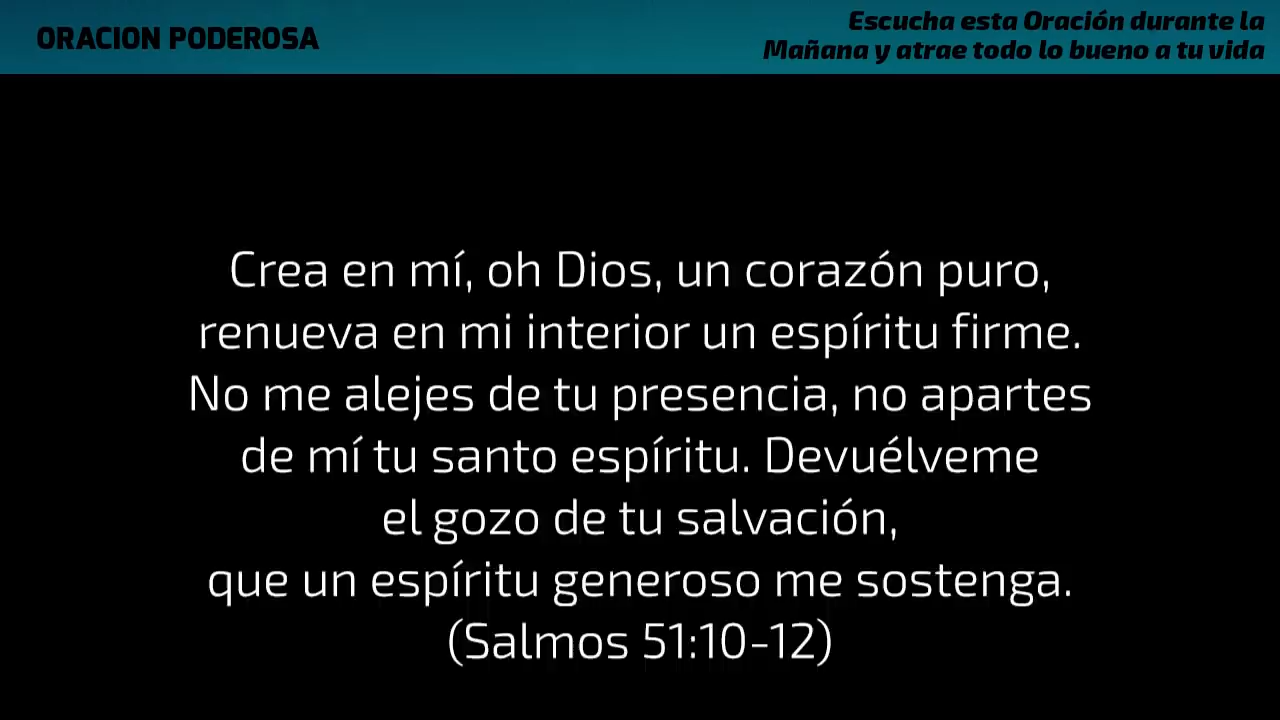 ORACION PODEROSA
Escucha esta Oración durante la
Mañana y atrae todo lo bueno a tu vida
Crea en mí, oh Dios, un corazón puro,
renueva en mi interior un espíritu firme.
No me alejes de tu presencia, no apartes
de mí tu santo espíritu. Devuélveme
el gozo de tu salvación,
que un espíritu generoso me sostenga.
(Salmos 51:10-12)